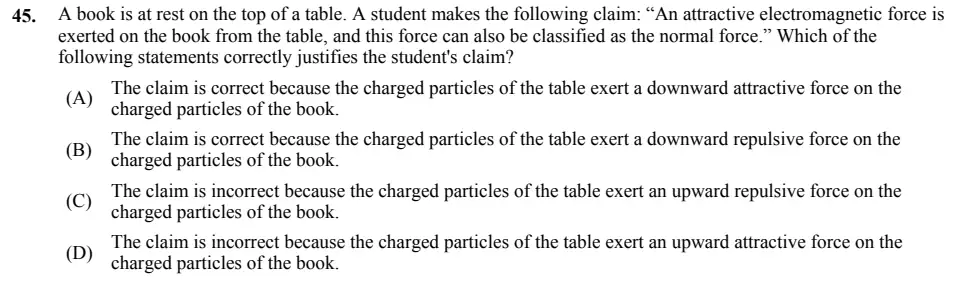 45. A book is at rest on the top of a table. A student makes the following claim: “An attractive electromagnetic force is
exerted on the book from the table, and this force can also be classified as the normal force.” Which of the
following statements correctly justifies the student's claim?
(A) The claim is correct because the charged particles of the table exert a downward attractive force on the
charged particles of the book.
(B) The claim is correct because the charged particles of the table exert a downward repulsive force on the
charged particles of the book.
(C) The claim is incorrect because the charged particles of the table exert an upward repulsive force on the
charged particles of the book.
(D) The claim is incorrect because the charged particles of the table exert an upward attractive force on the
charged particles of the book.